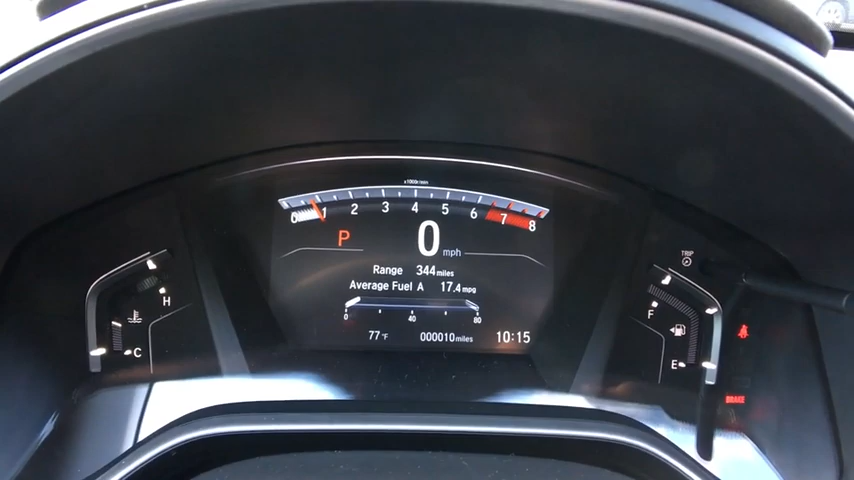 x1000r/min
0 1 2 3 4 5 6 7 8
P
0 mph
Range 344 miles
Average Fuel A 17.4 mpg
0 40 80
77°F 000010 miles 10:15
H
C
TRIP
F
E
BRAKE